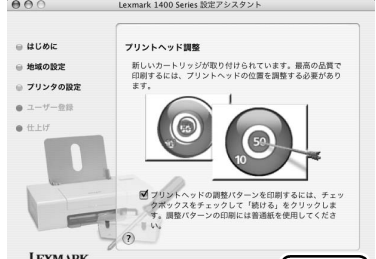 Lexmark 1400 Series 設定アシスタント
はじめに
地域の設定
プリンタの設定
ユーザー登録
仕上げ
プリントヘッド調整
新しいカートリッジが取り付けられています。最高の品質で
印刷するには、プリントヘッドの位置を調整する必要があり
ます。
50
10
50
10
プリントヘッドの調整パターンを印刷するには、チェッ
クボックスをチェックして「続ける」をクリックしま
す。調整パターンの印刷には普通紙を使用してくださ
い。
?
LEXMARK